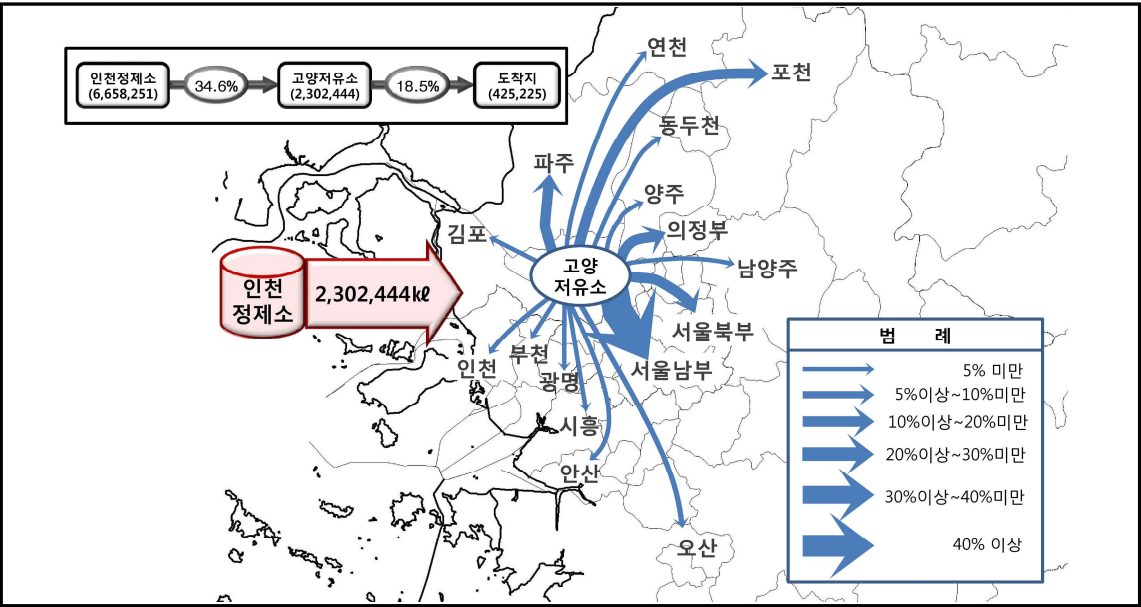 인천정제소
(6,658,251)
34.6%
고양저유소
(2,302,444)
18.5%
도착지
(425,225)
연천
포천
동두천
파주
양주
의정부
김포
남양주
고양
저유소
인천
정제소
2,302,444㎘
서울북부
서울남부
부천
인천
광명
시흥
안산
오산
범 례
5% 미만
5%이상~10%미만
10%이상~20%미만
20%이상~30%미만
30%이상~40%미만
40% 이상